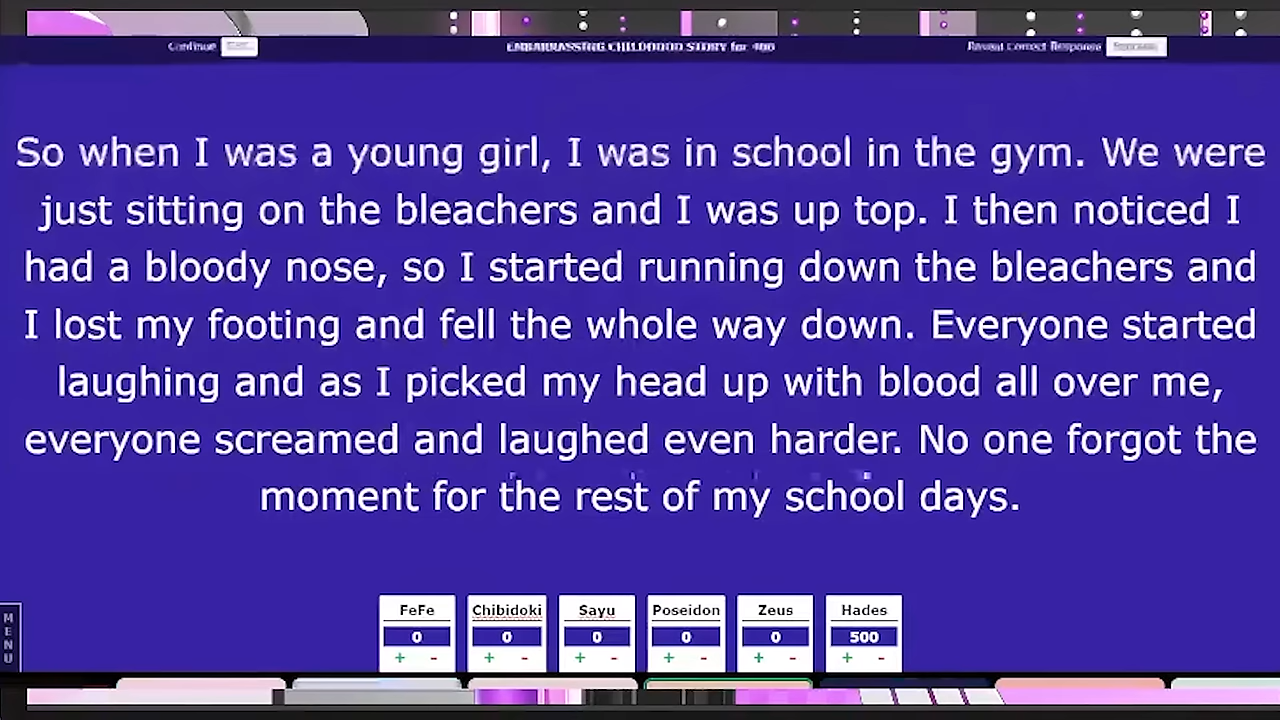 Continue
EMBARRASSING CHILDHOOD STORY for 400
Reveal Correct Response
So when I was a young girl, I was in school in the gym. We were
just sitting on the bleachers and I was up top. I then noticed I
had a bloody nose, so I started running down the bleachers and
I lost my footing and fell the whole way down. Everyone started
laughing and as I picked my head up with blood all over me,
everyone screamed and laughed even harder. No one forgot the
moment for the rest of my school days.
MENU
FeFe Chibidoki Sayu Poseidon Zeus Hades
0 0 0 0 0 500
+ - + - + - + - + - + -